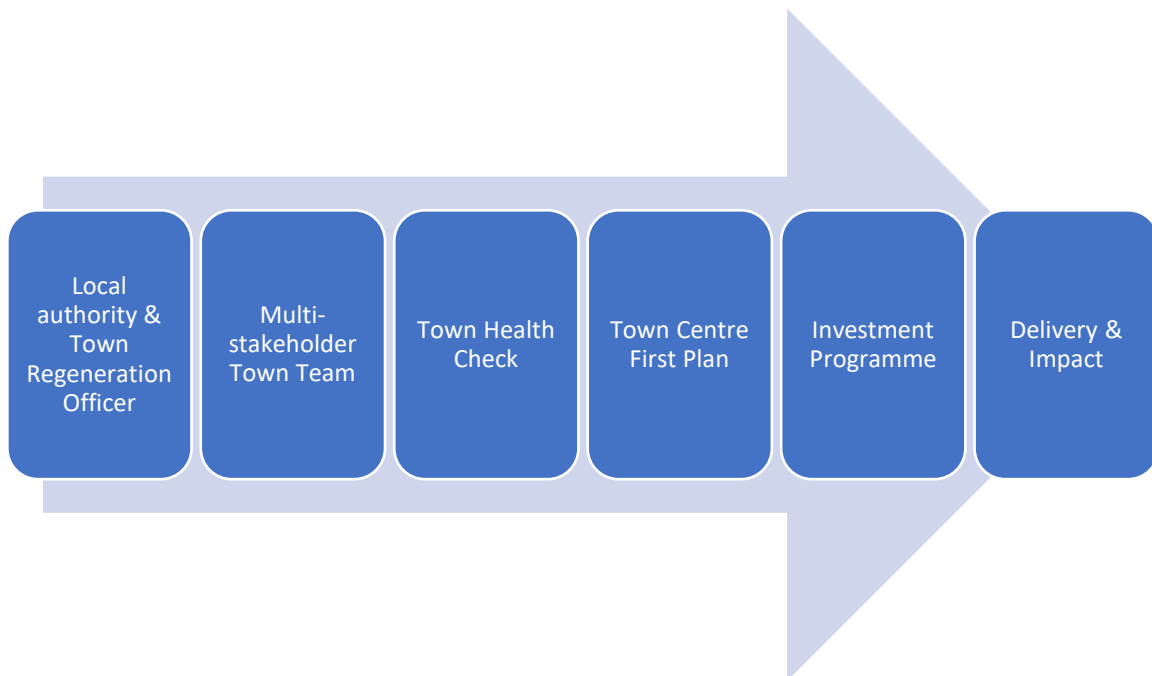 Local
authority &
Town
Regeneration
Officer
Multi-
stakeholder
Town Team
Town Health
Check
Town Centre
First Plan
Investment
Programme
Delivery &
Impact